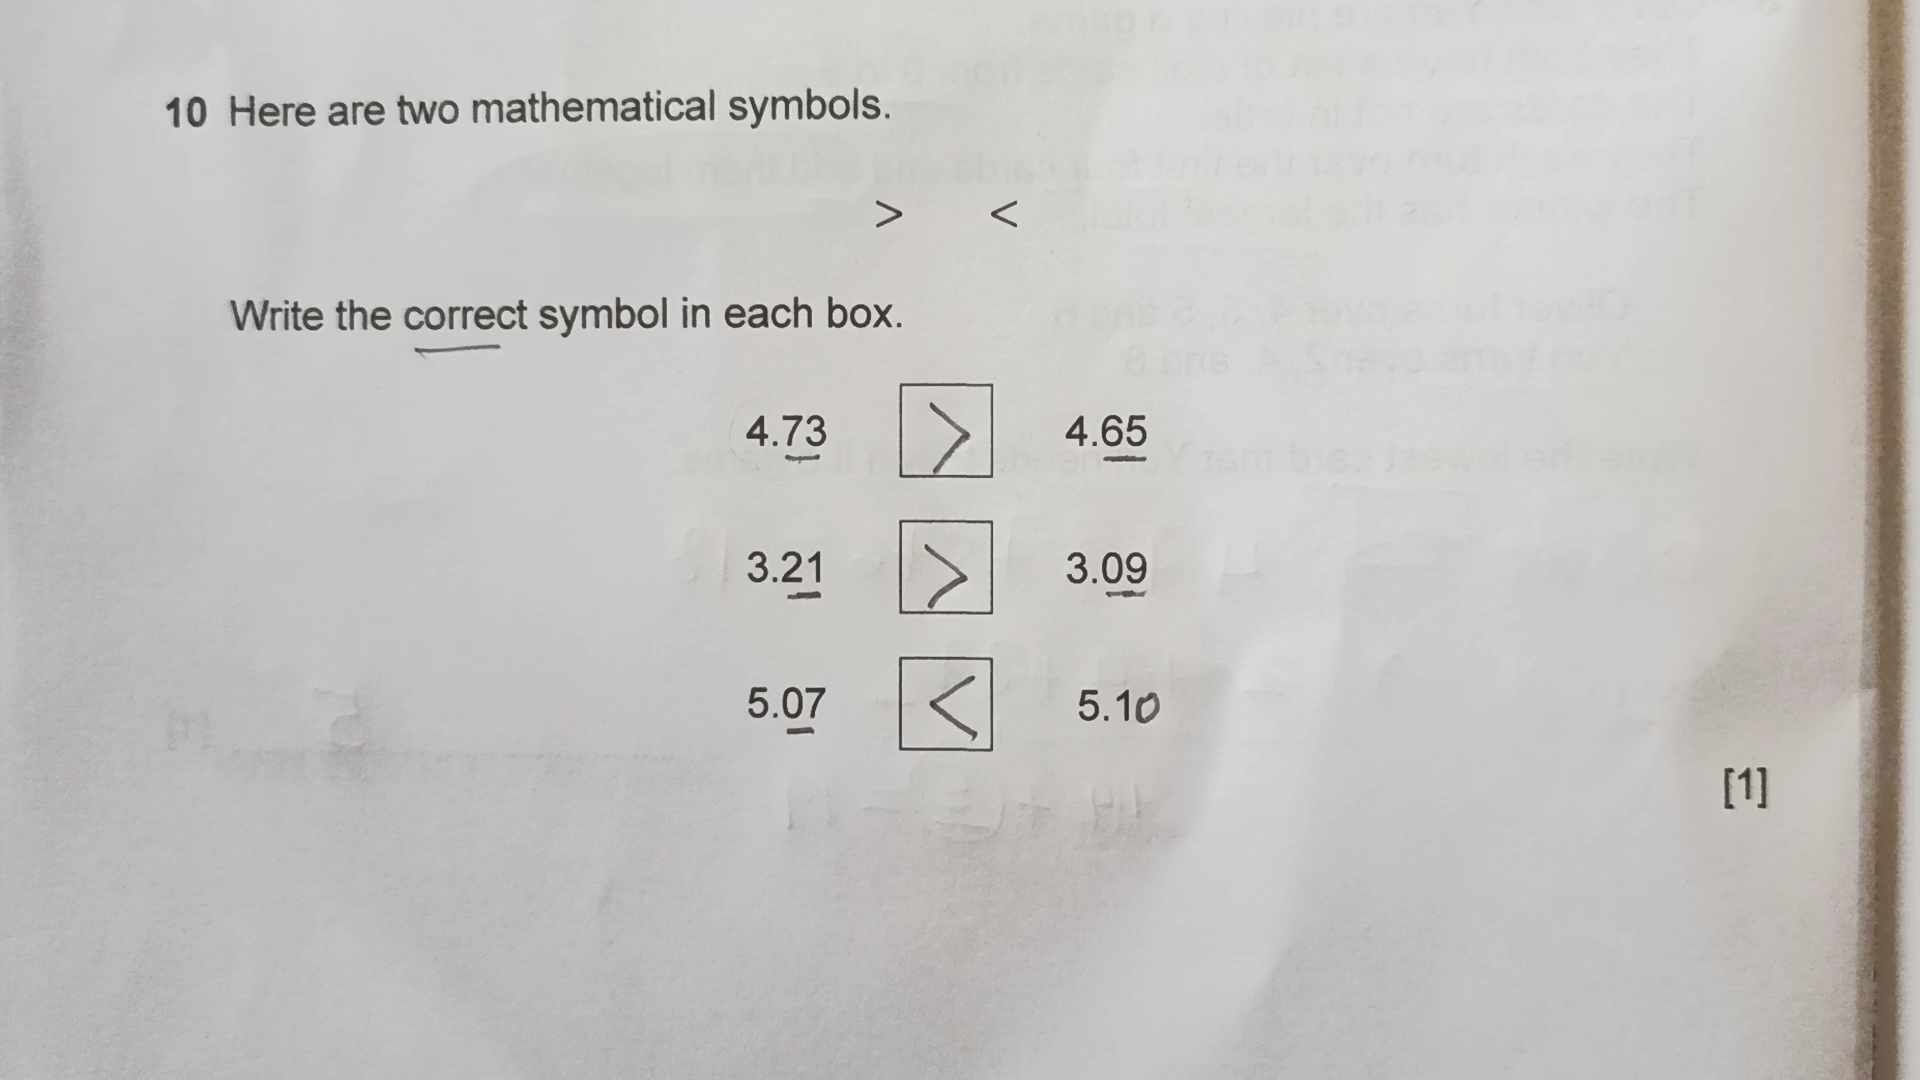 10 Here are two mathematical symbols.
> <
Write the correct symbol in each box.
4.73 > 4.65
3.21 > 3.09
5.07 < 5.10
[1]